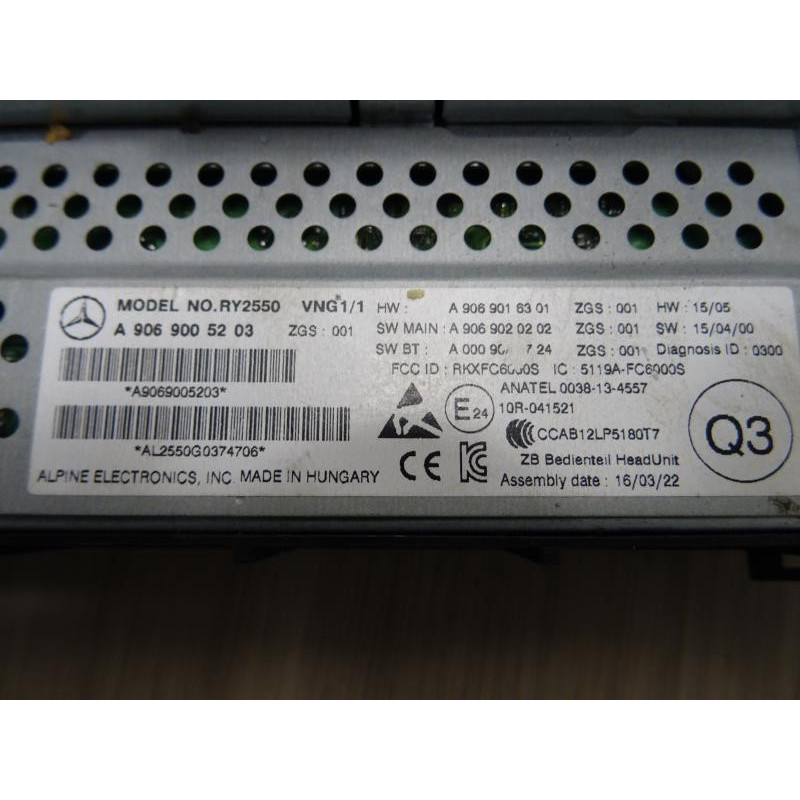 MODEL NO.RY2550 VNG1/1
A 906 900 52 03 ZGS : 001
*A9069005203*
*AL2550G0374706*
ALPINE ELECTRONICS, INC. MADE IN HUNGARY
HW : A 906 901 63 01 ZGS : 001 HW : 15/05
SW MAIN : A 906 902 02 02 ZGS : 001 SW : 15/04/00
SW BT : A 000 24 ZGS : 001 Diagnosis ID : 0300
FCC ID : IC : 5119A-FC6000S
ANATEL 0038-13-4557
E24 10R-041521
CCC CCAB12LP5180T7
CE
ZB Bedienteil HeadUnit
Assembly date : 16/03/22
Q3